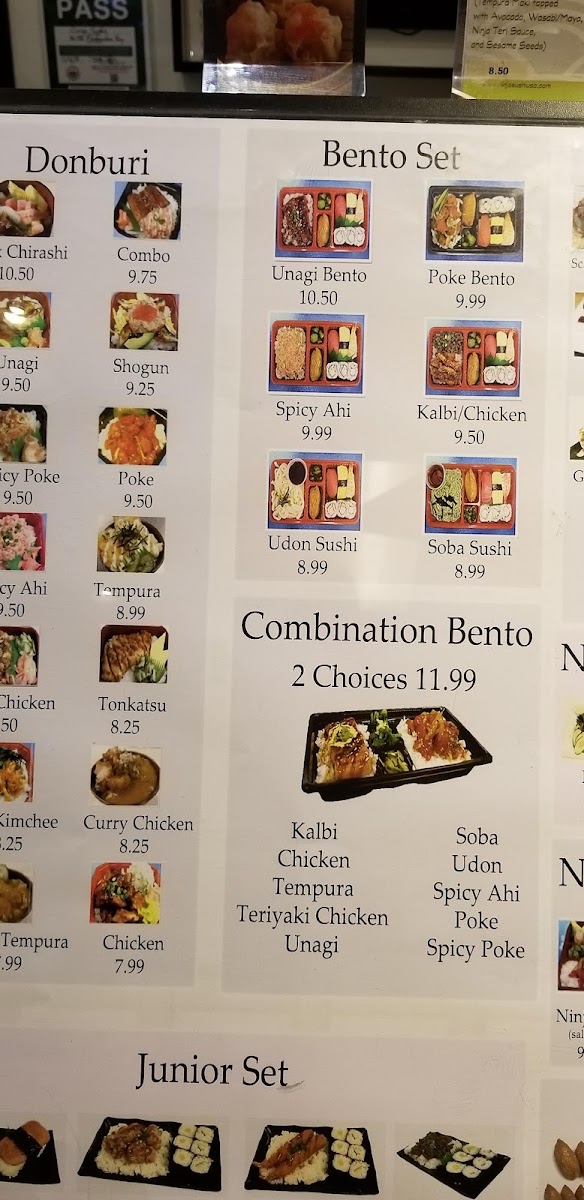 PASS
(Tempura Maki topped
with Avocado, Wasabi/Mayo,
Ninja Teri Sauce,
and Sesame Seeds)
8.50
Donburi
Chirashi
10.50
Combo
9.75
Unagi
9.50
Shogun
9.25
Poke
9.50
Poke
9.50
Ahi
9.50
Tempura
8.99
Chicken
.50
Tonkatsu
8.25
Kimchee
8.25
Curry Chicken
8.25
Tempura
.99
Chicken
7.99
Bento Set
Unagi Bento
10.50
Poke Bento
9.99
Spicy Ahi
9.99
Kalbi/Chicken
9.50
Udon Sushi
8.99
Soba Sushi
8.99
Combination Bento
2 Choices 11.99
Kalbi
Chicken
Tempura
Teriyaki Chicken
Unagi
Soba
Udon
Spicy Ahi
Poke
Spicy Poke
Junior Set